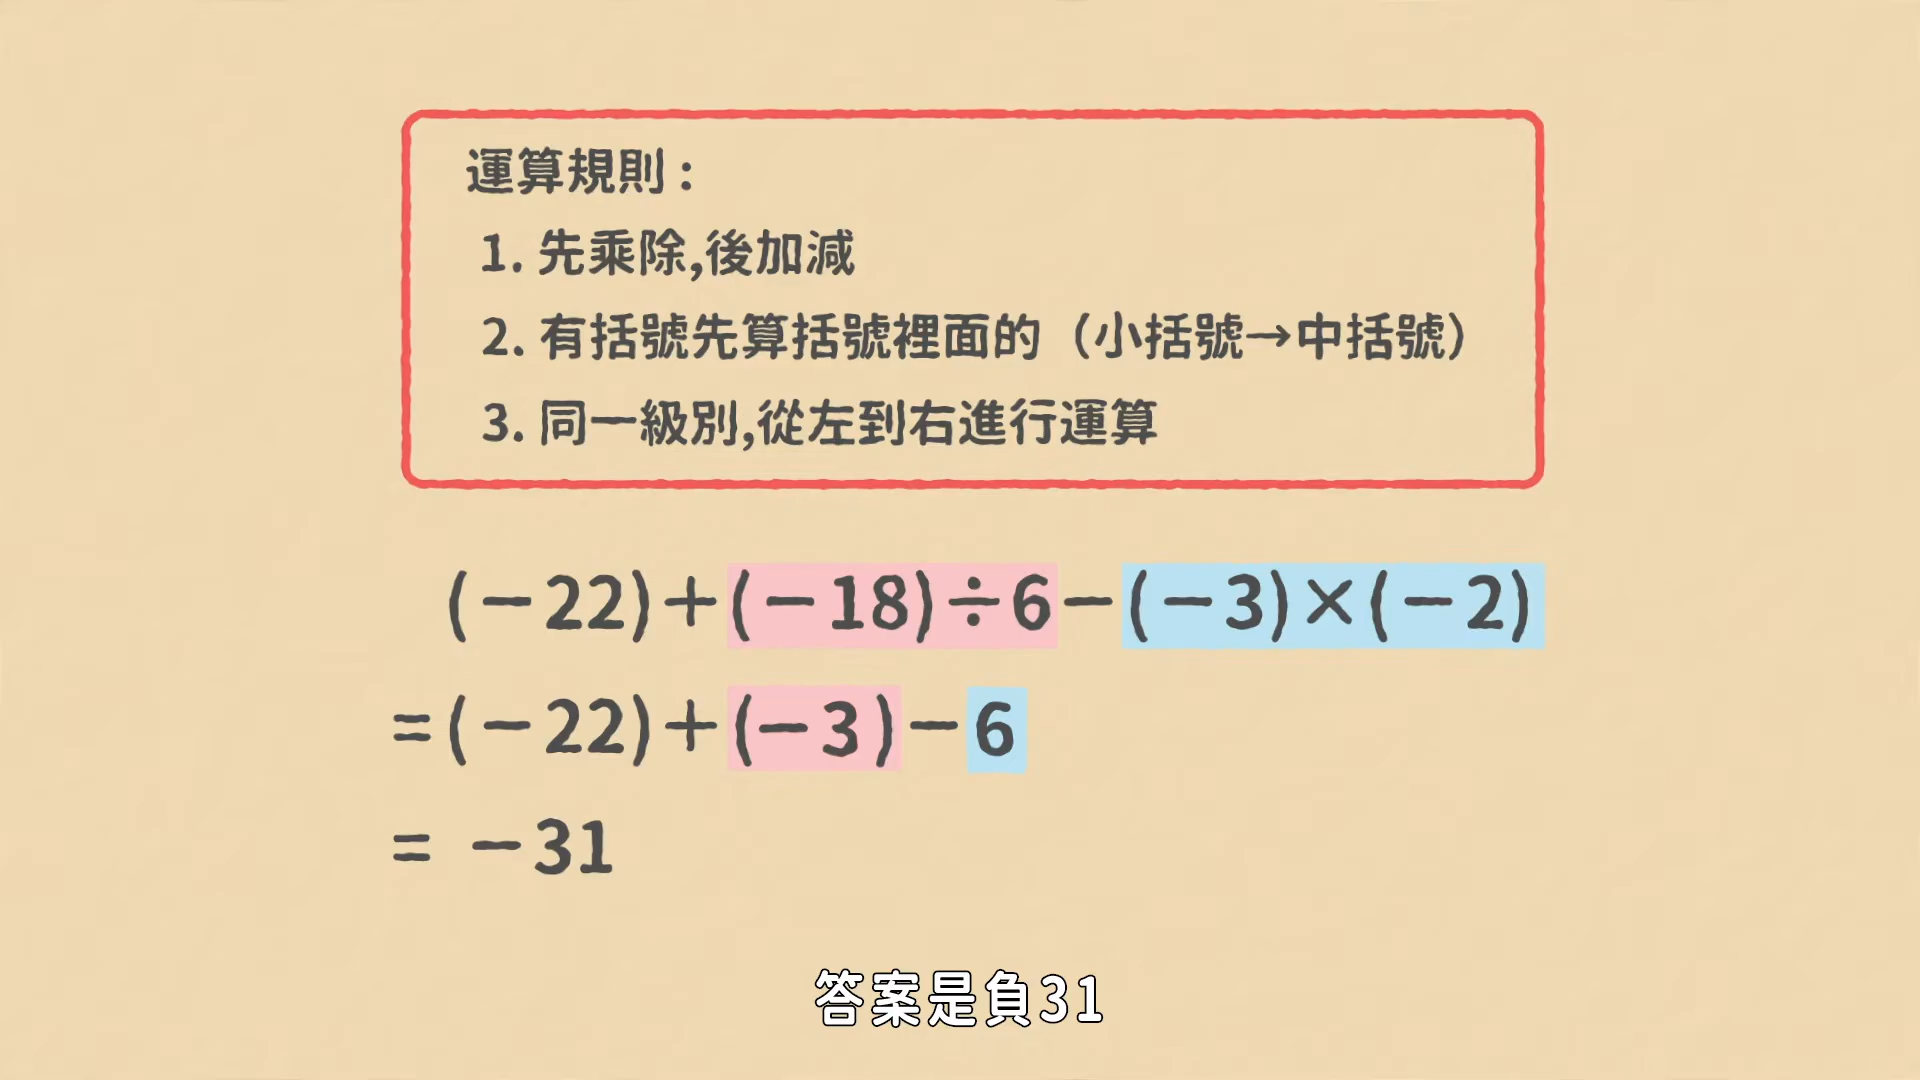 運算規則：
1. 先乘除,後加減
2. 有括號先算括號裡面的（小括號→中括號）
3. 同一級別,從左到右進行運算
(－22)＋(－18)÷6－(－3)×(－2)
=(－22)＋(－3)－6
= －31
答案是負31